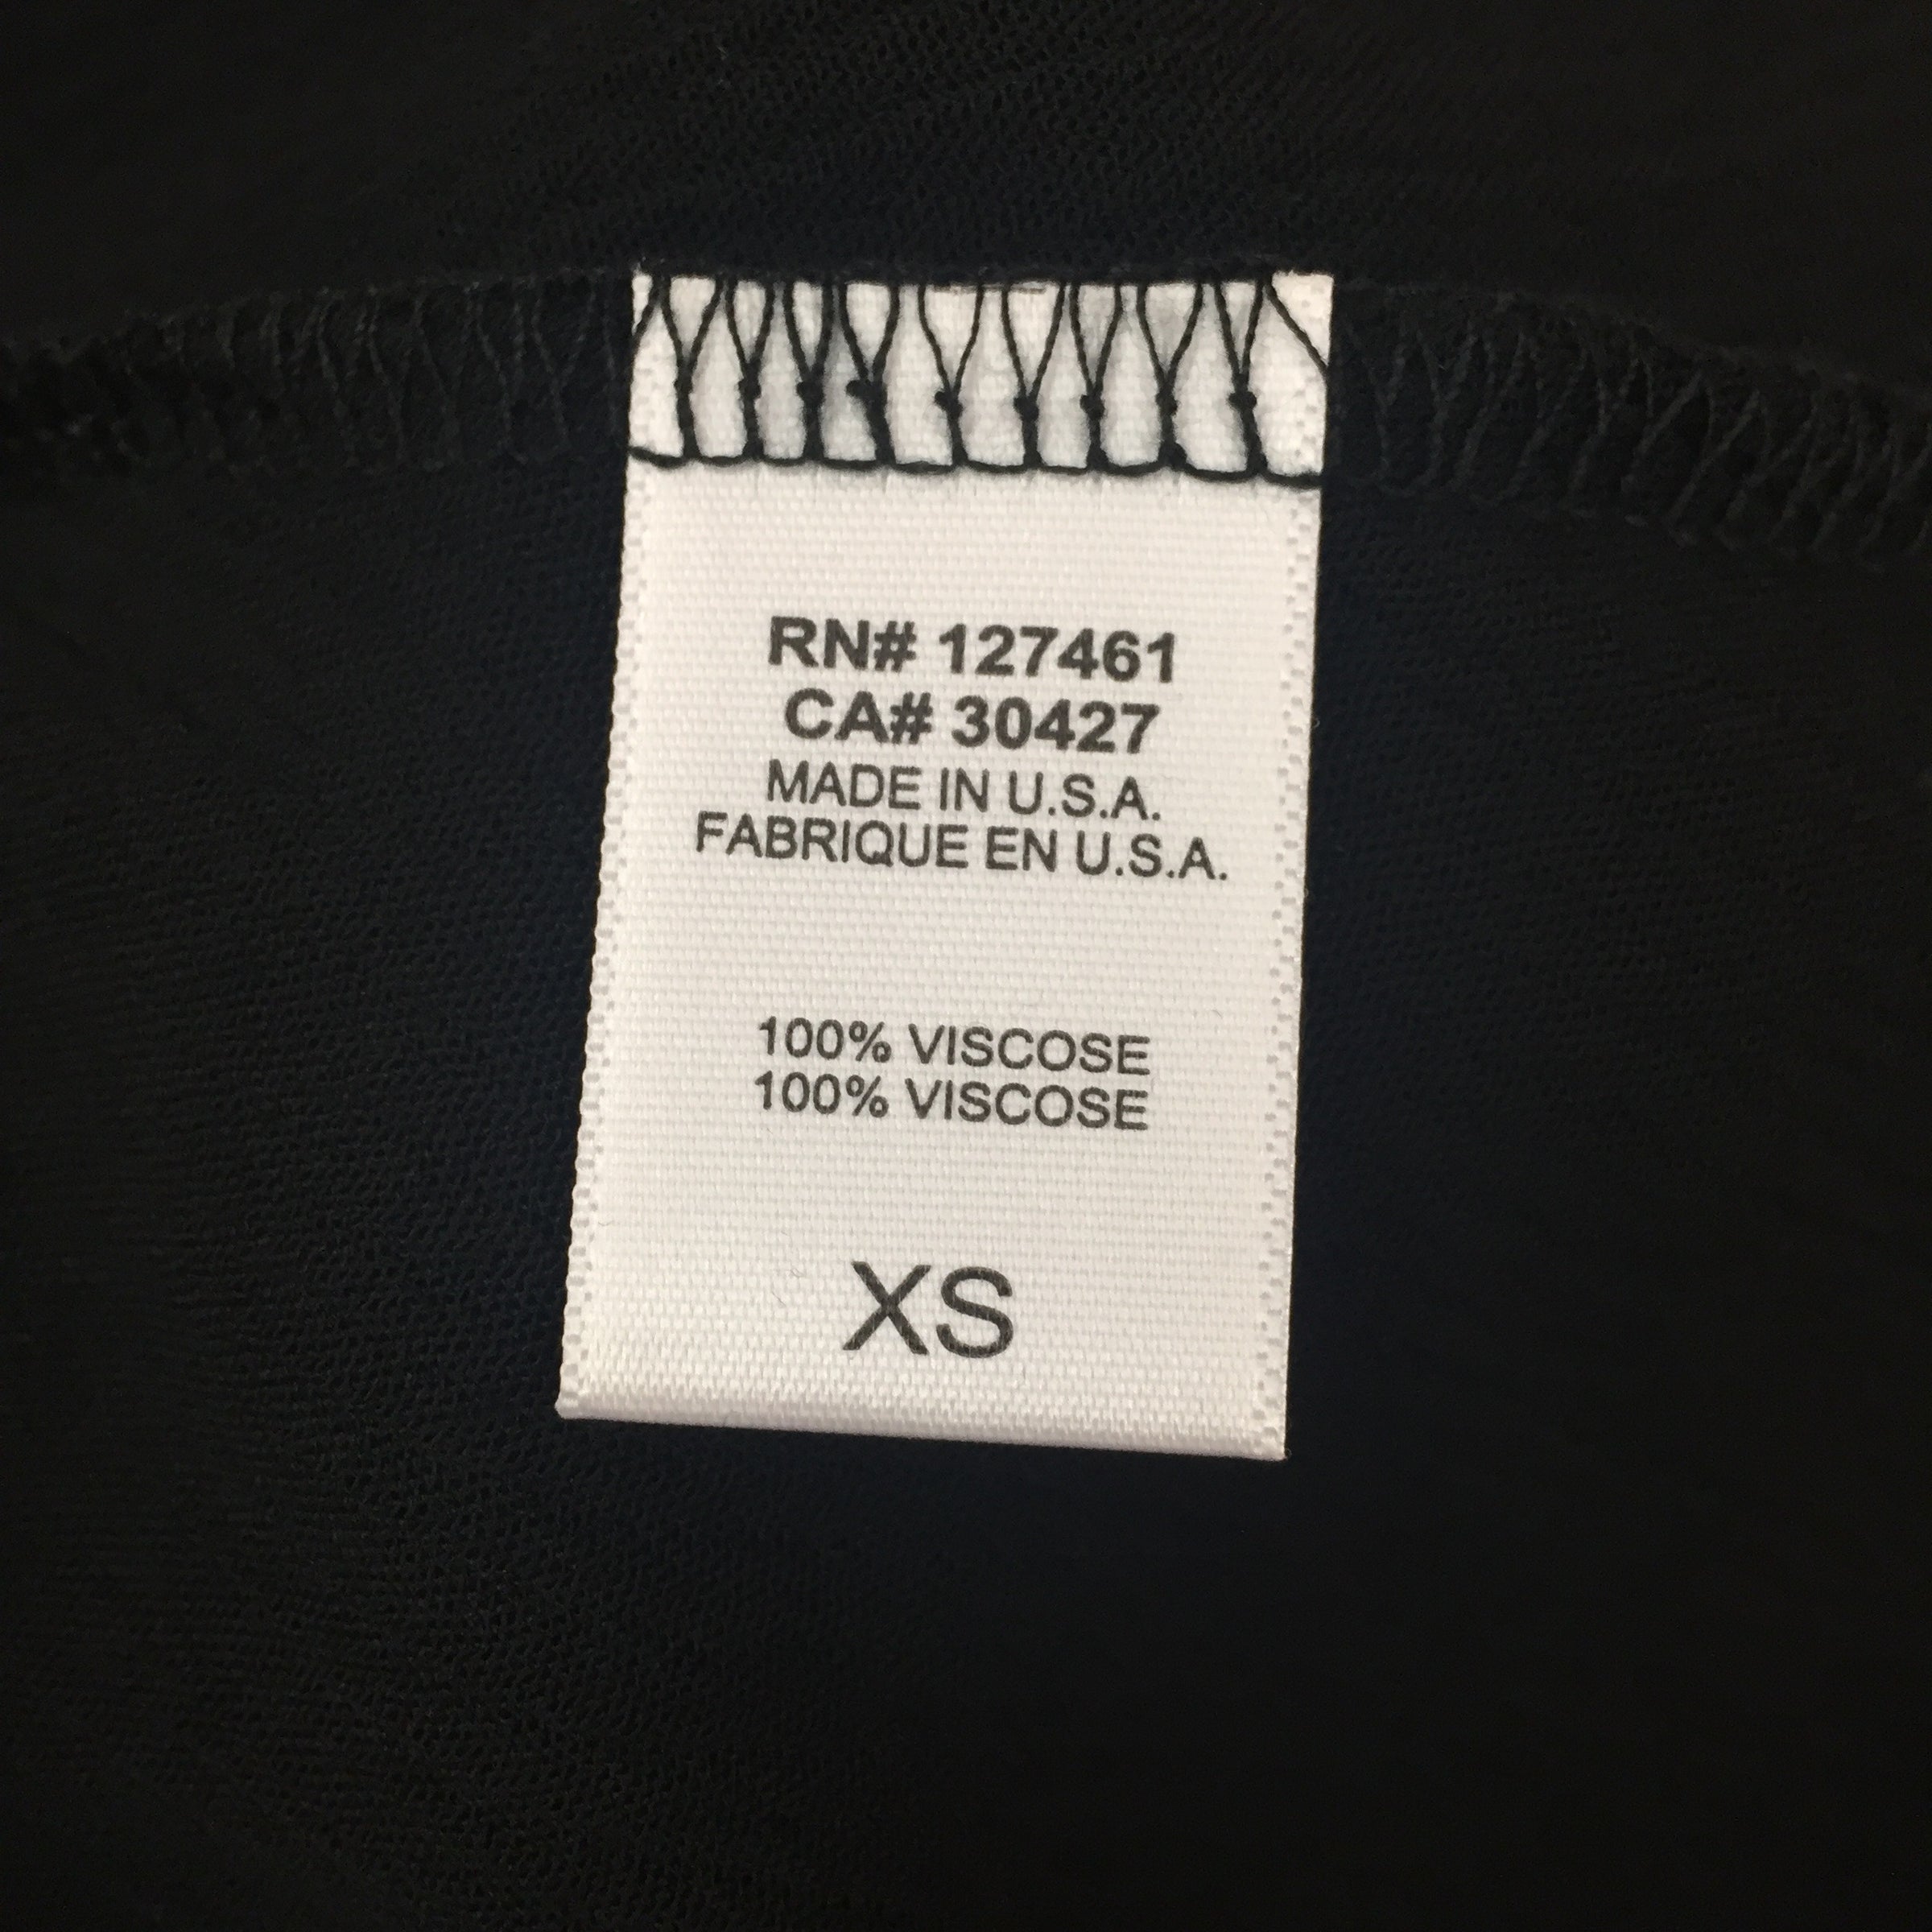 RN# 127461
CA# 30427
MADE IN U.S.A.
FABRIQUE EN U.S.A.
100% VISCOSE
100% VISCOSE
XS